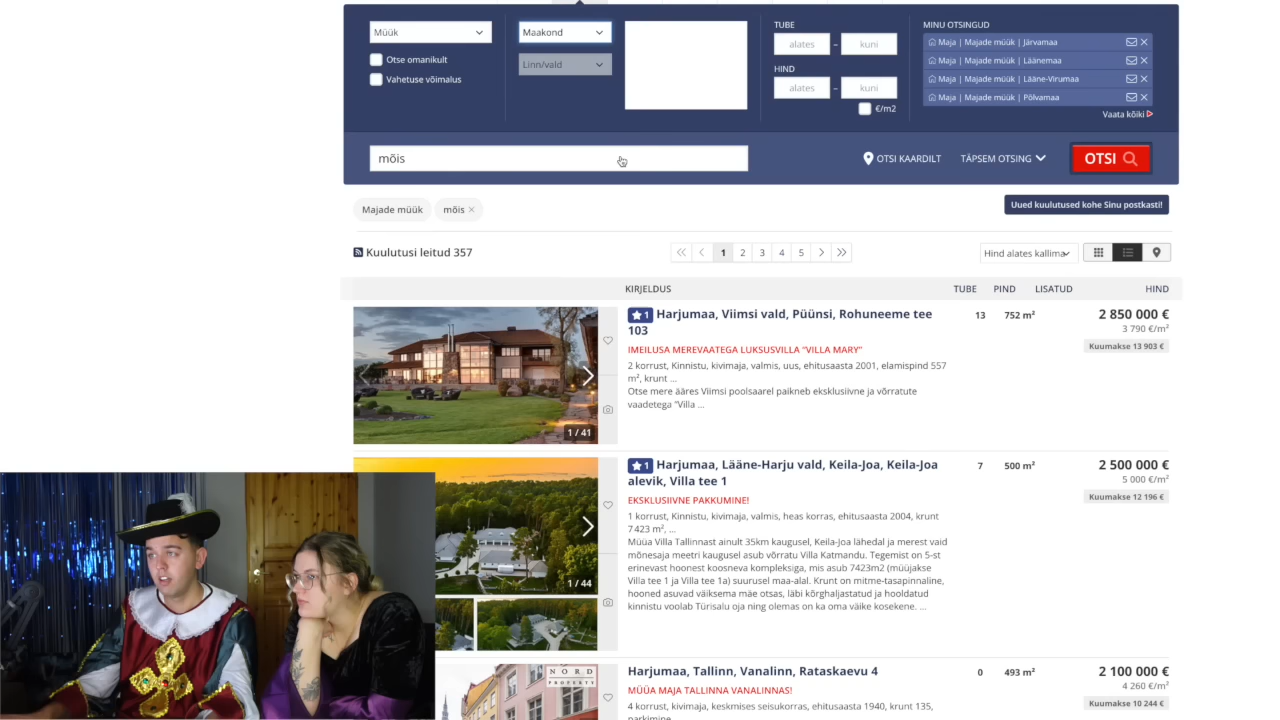 Müük
Otse omanikult
Vahetuse võimalus
Maakond
Linn/vald
TUBE
alates – kuni
HIND
alates – kuni
€/m2
MINU OTSINGUD
Maja | Majade müük | Järvamaa
Maja | Majade müük | Läänemaa
Maja | Majade müük | Lääne-Virumaa
Maja | Majade müük | Põlvamaa
Vaata kõiki
mõis
OTSI KAARDILT
TÄPSEM OTSING
OTSI
Majade müük
mõis ×
Uued kuulutused kohe Sinu postkasti!
Kuulutusi leitud 357
1 2 3 4 5
Hind alates kallima
KIRJELDUS TUBE PIND LISATUD HIND
1 Harjumaa, Viimsi vald, Püünsi, Rohuneeme tee
103
13 752 m²
2 850 000 €
3 790 €/m²
Kuumakse 13 903 €
IMEILUSA MEREVAATEGA LUKSUSVILLA “VILLA MARY”
2 korrust, Kinnistu, kivimaja, valmis, uus, ehitusaasta 2001, elamispind 557
m², krunt ...
Otse mere ääres Viimsi poolsaarel paikneb eksklusiivne ja võrratute
vaadetega “Villa ...
1 / 41
1 Harjumaa, Lääne-Harju vald, Keila-Joa, Keila-Joa
alevik, Villa tee 1
7 500 m²
2 500 000 €
5 000 €/m²
Kuumakse 12 196 €
EKSKLUSIIVNE PAKKUMINE!
1 korrust, Kinnistu, kivimaja, valmis, heas korras, ehitusaasta 2004, krunt
7 423 m², ...
Müüa Villa Tallinnast ainult 35km kaugusel, Keila-Joa lähedal ja merest vaid
mõnesaja meetri kaugusel asub võrratu Villa Katmandu. Tegemist on 5-st
erinevast hoonest koosneva kompleksiga, mis asub 7423m2 (müüjakse
Villa tee 1 ja Villa tee 1a) suurusel maa-alal. Krunt on mitme-tasapinnaline,
hooned asuvad väiksema mäe otsas, läbi kõrghaljastatud ja hooldatud
kinnistu voolab Türisalu oja ning olemas on ka oma väike kosekene. ...
1 / 44
Harjumaa, Tallinn, Vanalinn, Rataskaevu 4
0 493 m²
2 100 000 €
4 260 €/m²
Kuumakse 10 244 €
MÜÜA MAJA TALLINNA VANALINNAS!
4 korrust, kivimaja, keskmises seisukorras, ehitusaasta 1940, krunt 135,
parkimine
NORD
PROPERTY